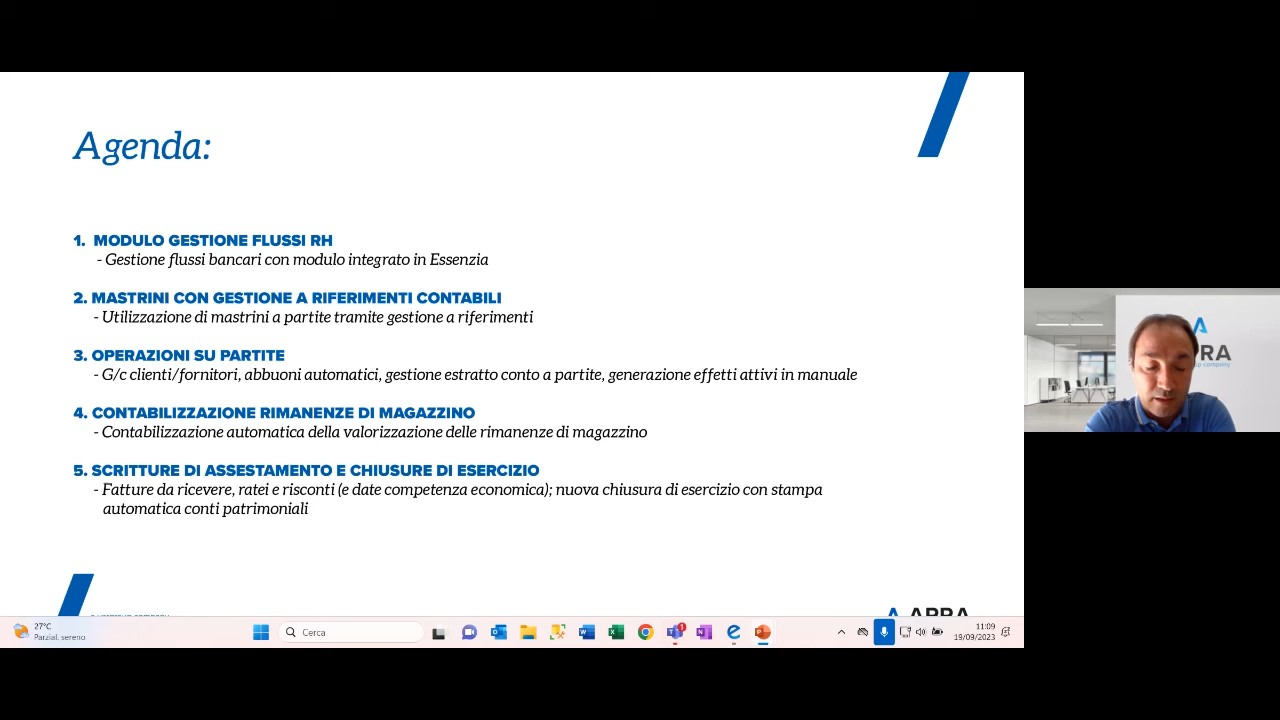 Agenda:
1. MODULO GESTIONE FLUSSI RH
- Gestione flussi bancari con modulo integrato in Essenzia
2. MASTRINI CON GESTIONE A RIFERIMENTI CONTABILI
- Utilizzazione di mastrini a partite tramite gestione a riferimenti
3. OPERAZIONI SU PARTITE
- G/c clienti/fornitori, abbuoni automatici, gestione estratto conto a partite, generazione effetti attivi in manuale
4. CONTABILIZZAZIONE RIMANENZE DI MAGAZZINO
- Contabilizzazione automatica della valorizzazione delle rimanenze di magazzino
5. SCRITTURE DI ASSESTAMENTO E CHIUSURE DI ESERCIZIO
- Fatture da ricevere, ratei e risconti (e date competenza economica); nuova chiusura di esercizio con stampa
automatica conti patrimoniali
APRA
27°C
Parzial. sereno
Cerca
1
11:09
19/09/2023
PRA
company